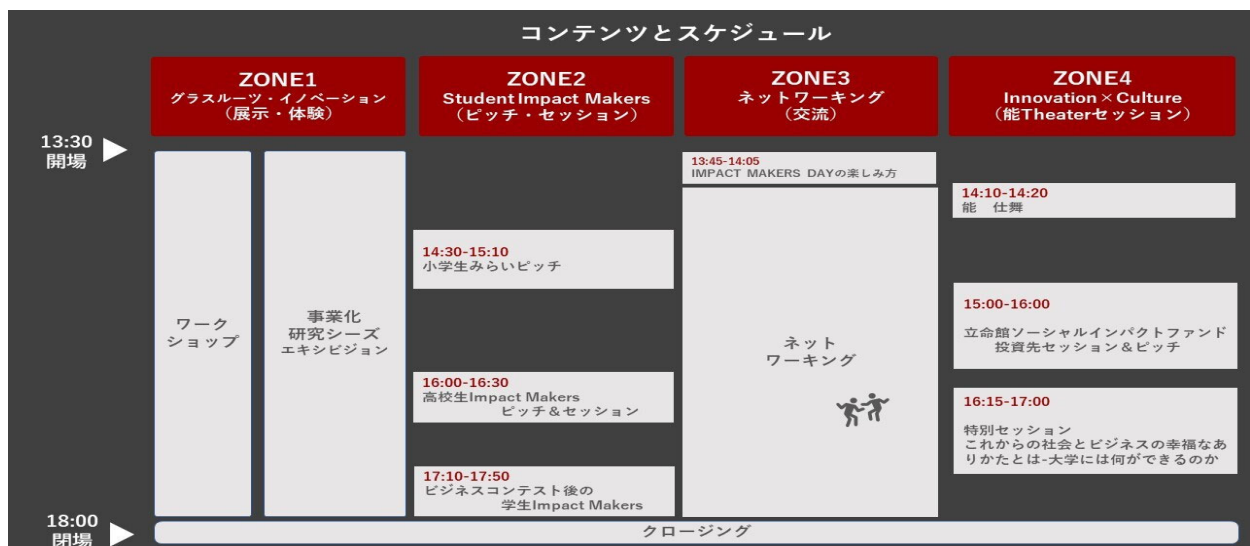 コンテンツとスケジュール
ZONE1
グラスルーツ・イノベーション
（展示・体験）
ZONE2
Student Impact Makers
（ピッチ・セッション）
ZONE3
ネットワーキング
（交流）
ZONE4
Innovation×Culture
（能Theaterセッション）
13:30
開場
ワーク
ショップ
事業化
研究シーズ
エキシビジョン
14:30-15:10
小学生みらいピッチ
16:00-16:30
高校生Impact Makers
ピッチ＆セッション
17:10-17:50
ビジネスコンテスト後の
学生Impact Makers
13:45-14:05
IMPACT MAKERS DAYの楽しみ方
ネット
ワーキング
14:10-14:20
能　仕舞
15:00-16:00
立命館ソーシャルインパクトファンド
投資先セッション＆ピッチ
16:15-17:00
特別セッション
これからの社会とビジネスの幸福なあ
りかたとは-大学には何ができるのか
18:00
閉場
クロージング